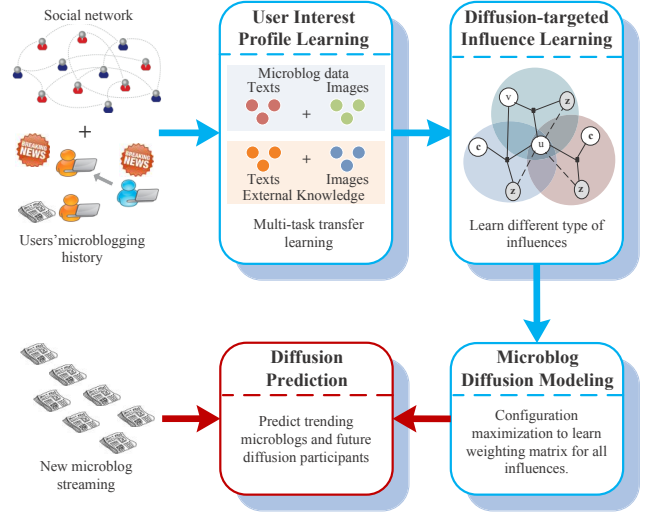 Social network
BREAKING
NEWS
BREAKING
NEWS
Users'microblogging
history
User Interest
Profile Learning
Microblog data
Texts Images
+
+
+
Texts Images
External Knowledge
Multi-task transfer
learning
Diffusion-targeted
Influence Learning
v
z
c
u
c
z
z
Learn different type of
influences
New microblog
streaming
Diffusion
Prediction
Predict trending
microblogs and future
diffusion participants
Microblog
Diffusion Modeling
Configuration
maximization to learn
weighting matrix for all
influences.